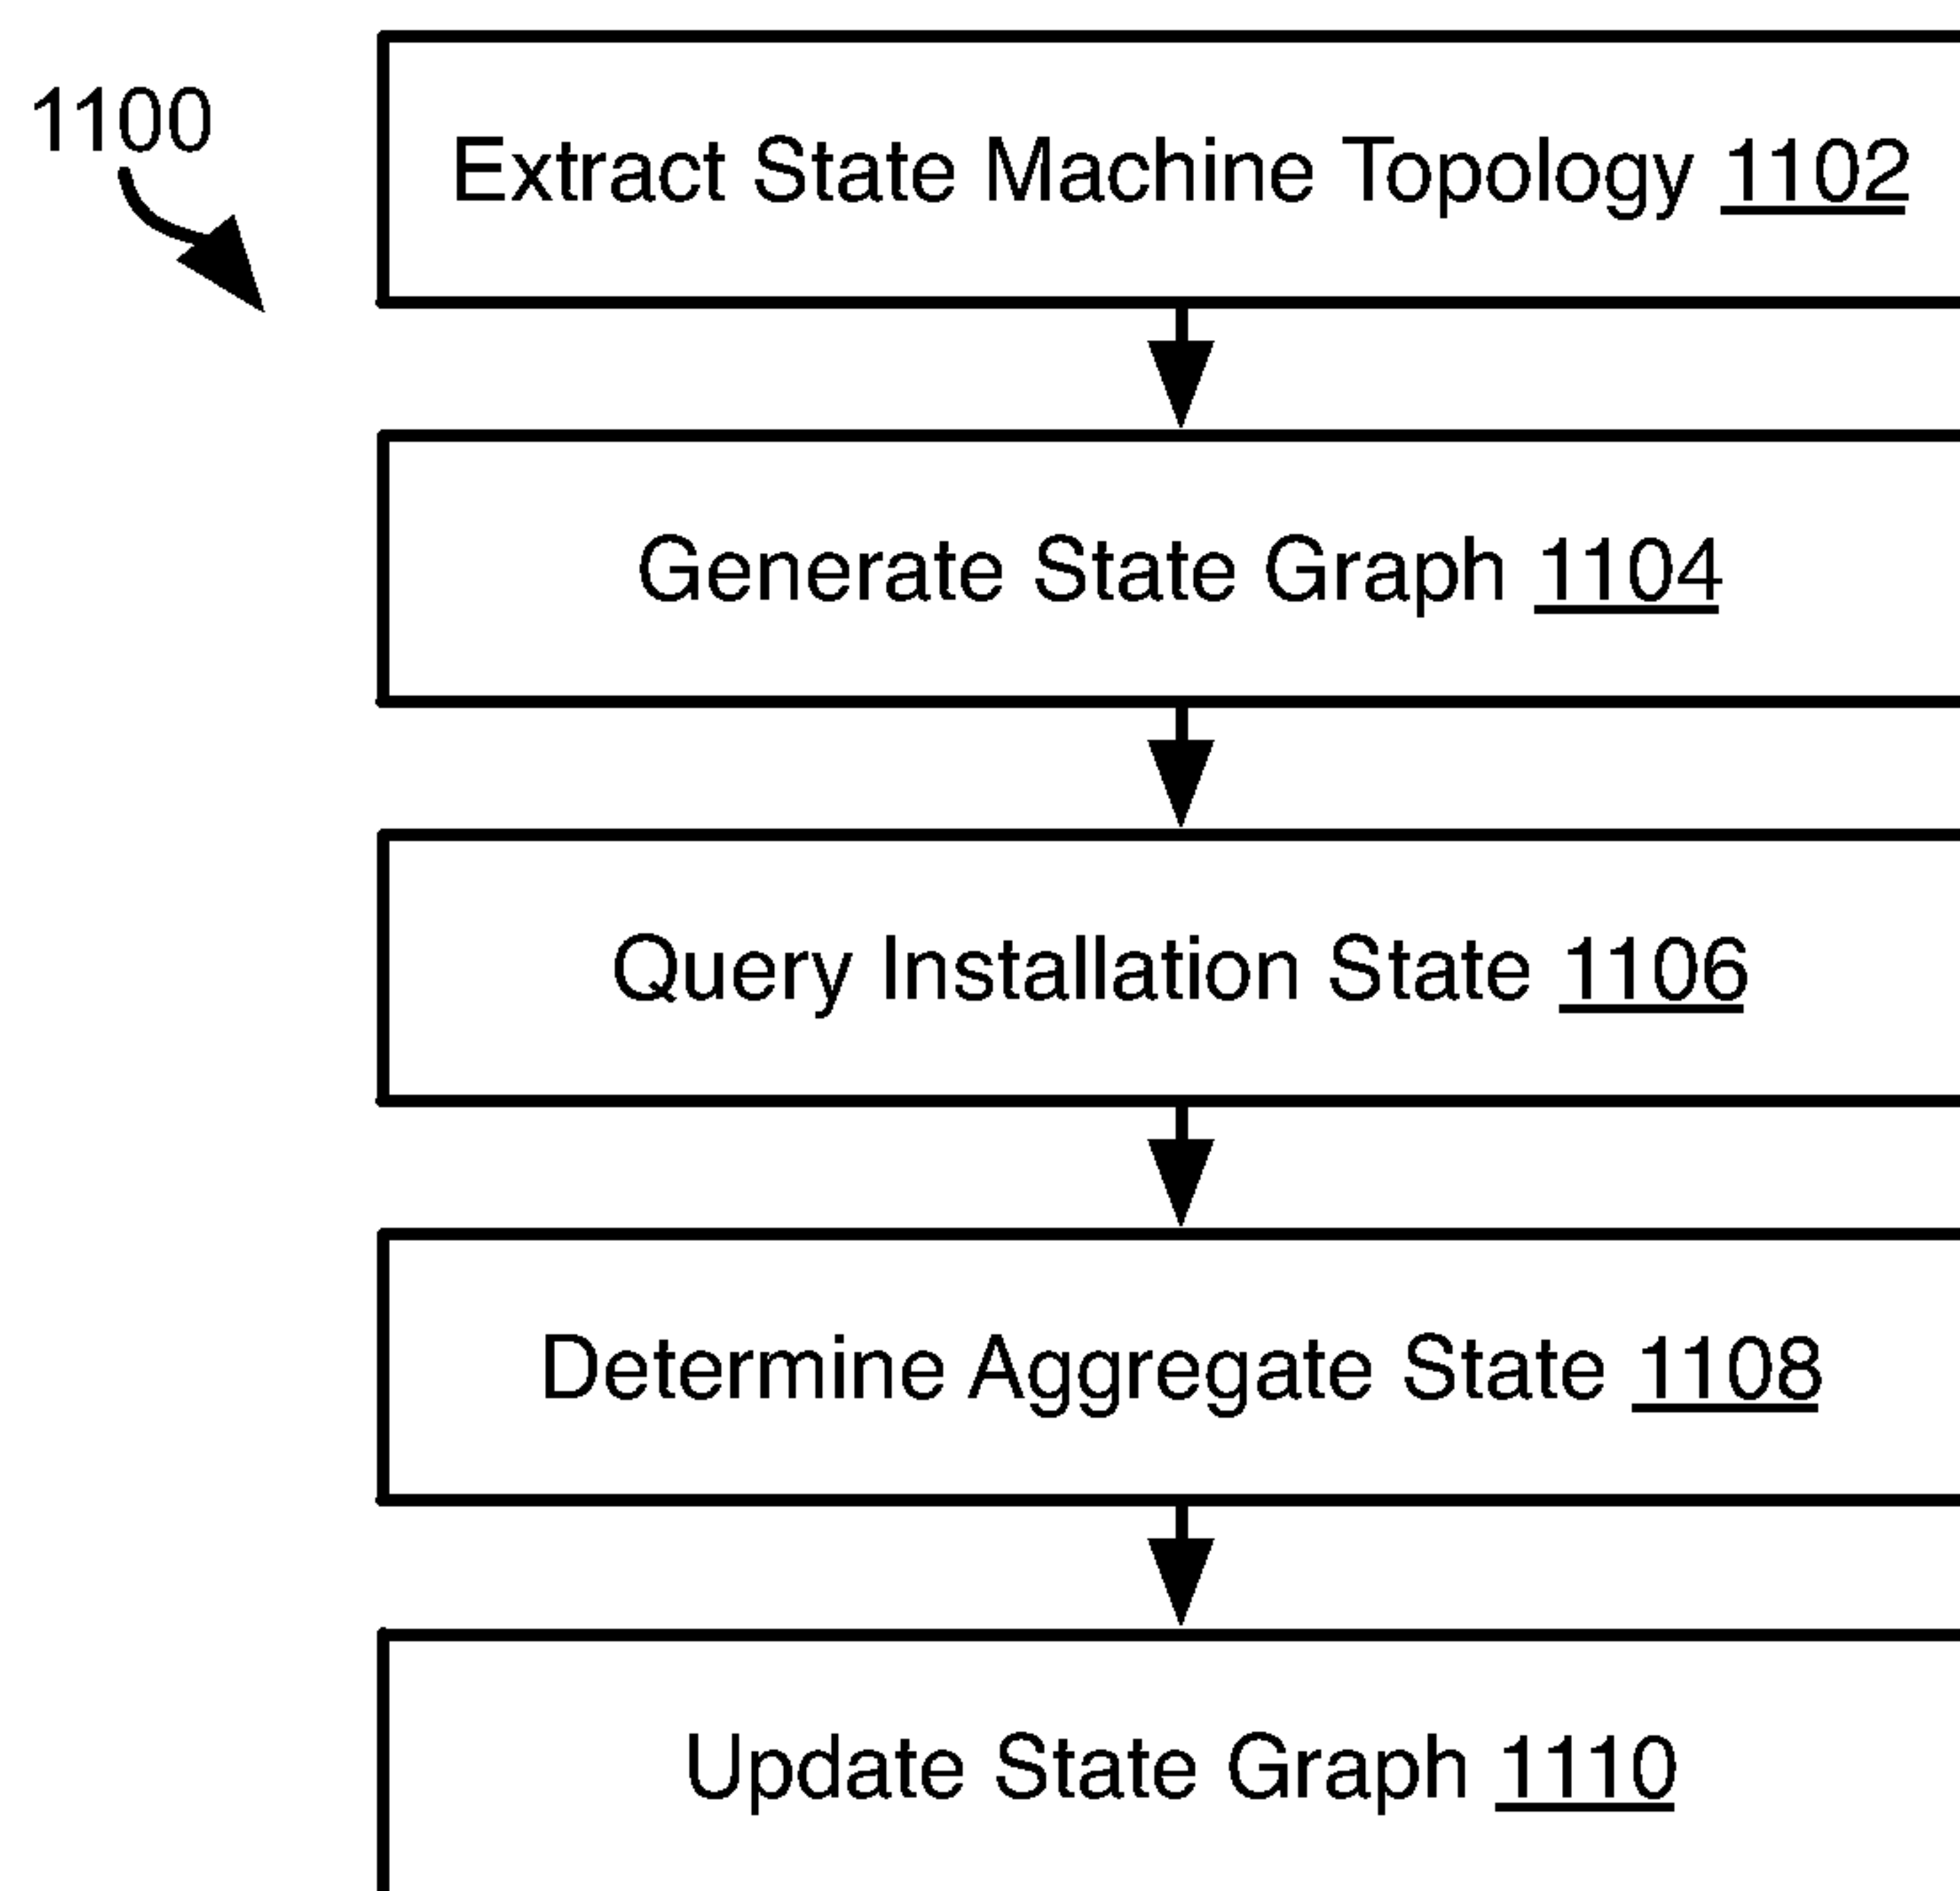 1100
Extract State Machine Topology 1102
Generate State Graph 1104
Query Installation State 1106
Determine Aggregate State 1108
Update State Graph 1110